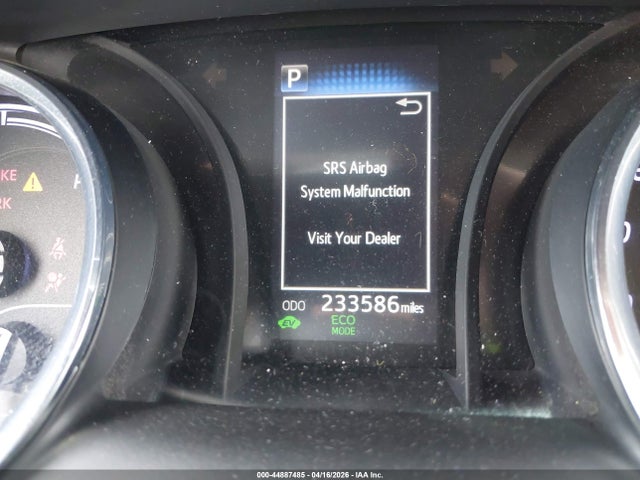 P
SRS Airbag
System Malfunction
Visit Your Dealer
ODO 233586 miles
EV
ECO
MODE
000-44887485 - 04/16/2026 - IAA Inc.